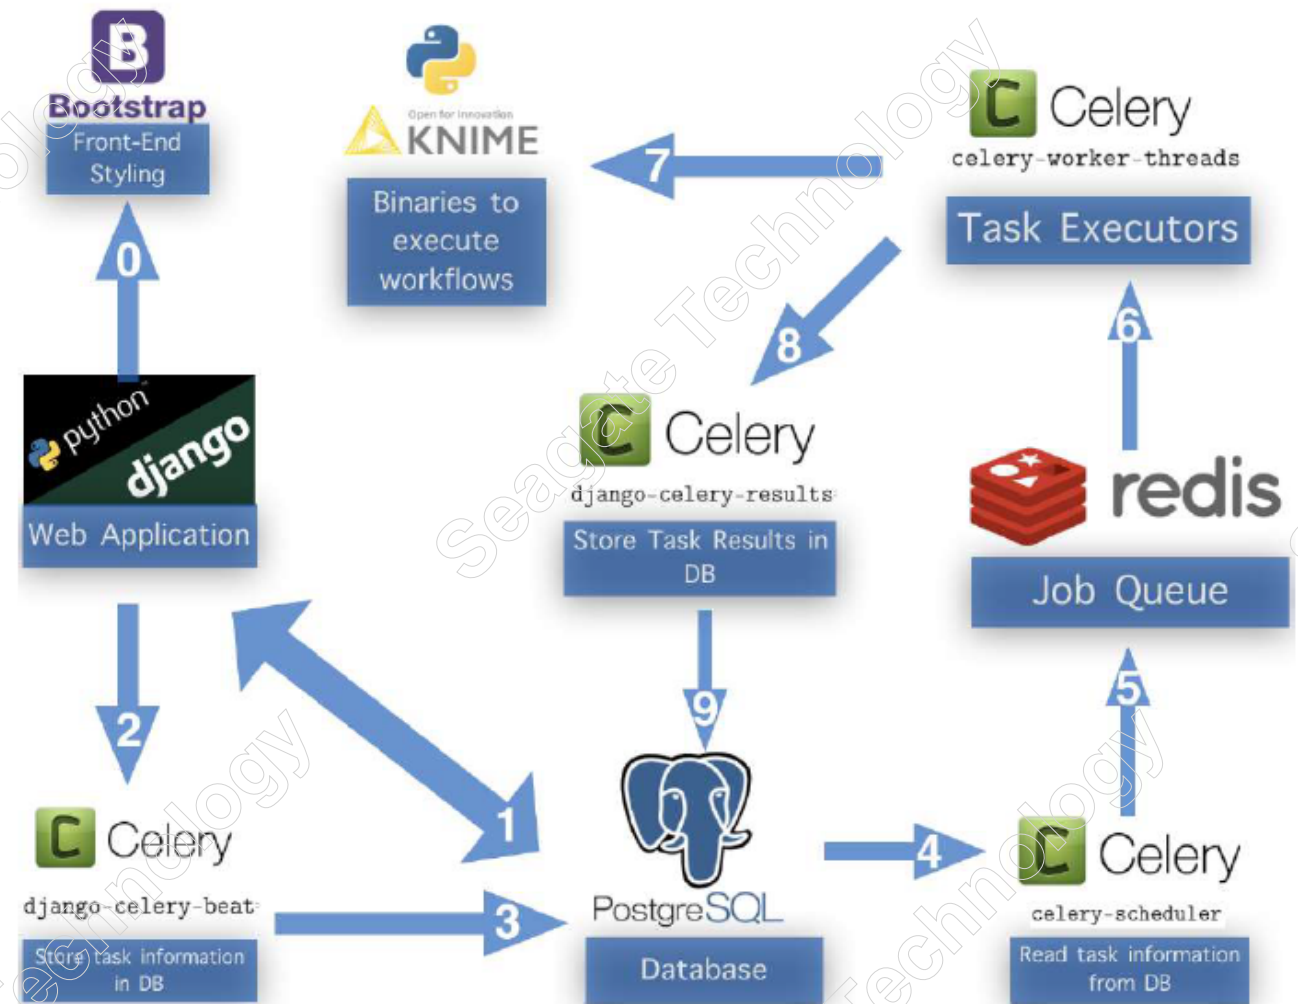 B
Bootstrap
Front-End
Styling
0
python
django
Web Application
2
C Celery
django-celery-beat
Store task information
in DB
Open for Innovation
KNIME
Binaries to
execute
workflows
7
C Celery
celery-worker-threads
Task Executors
8
6
C Celery
django-celery-results
Store Task Results in
DB
redis
Job Queue
9
5
1
3
PostgreSQL
Database
4
C Celery
celery-scheduler
Read task information
from DB
Seagate Technology